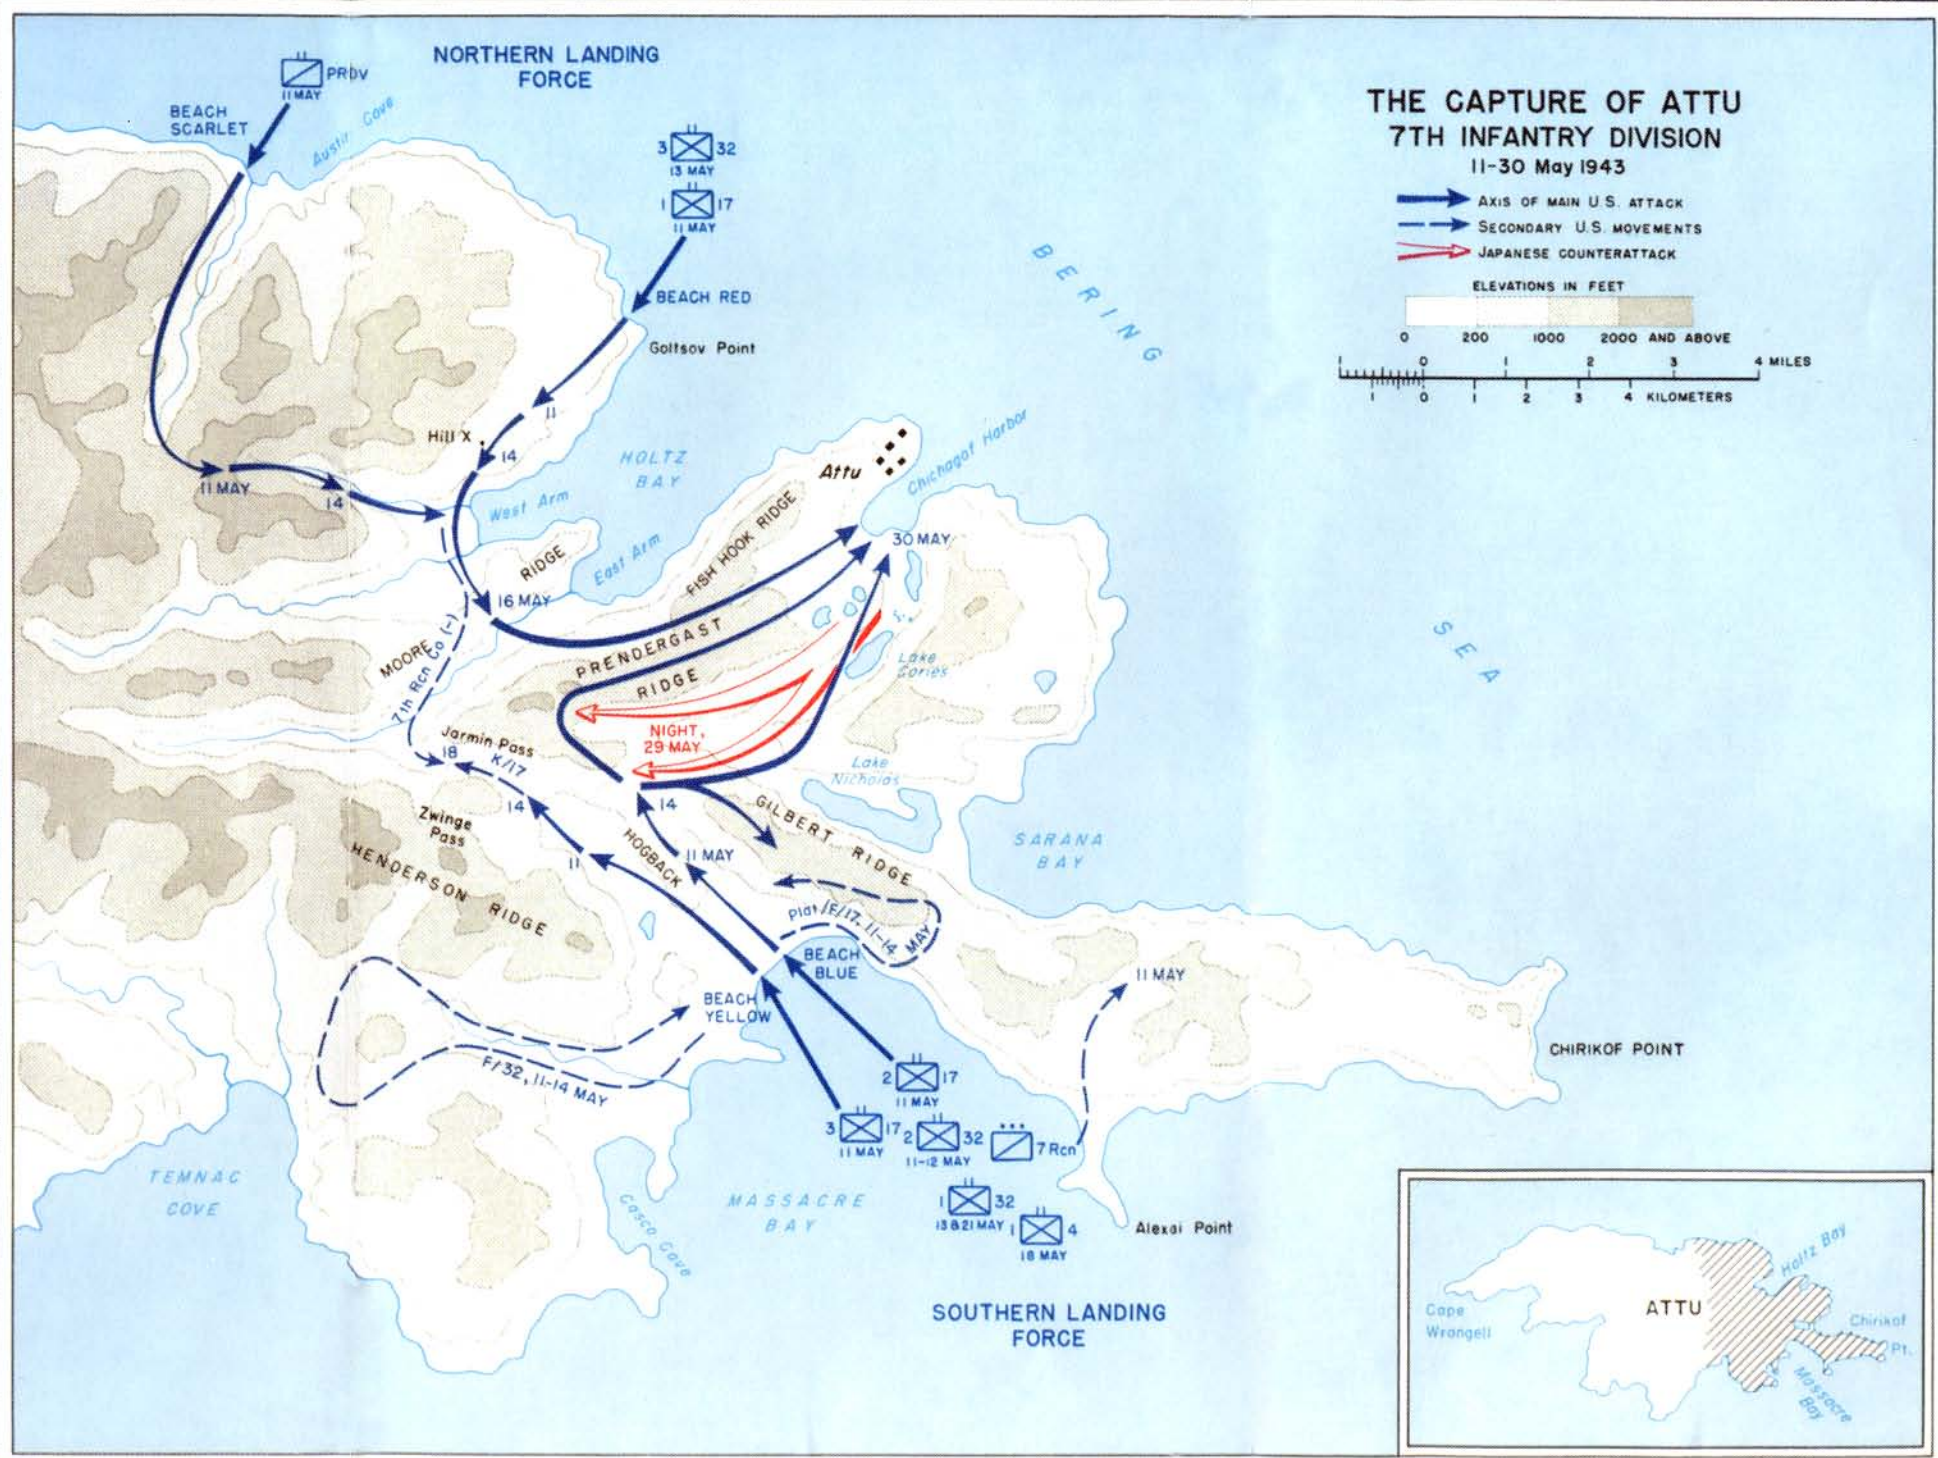 NORTHERN LANDING
FORCE
PROV
11 MAY
BEACH
SCARLET
Austin Cove
3 32
13 MAY
1 17
11 MAY
BEACH RED
Goltsov Point
THE CAPTURE OF ATTU
7TH INFANTRY DIVISION
11-30 May 1943
AXIS OF MAIN U.S. ATTACK
SECONDARY U.S. MOVEMENTS
JAPANESE COUNTERATTACK
ELEVATIONS IN FEET
0 200 1000 2000 AND ABOVE
1 0 1 2 3 4 MILES
1 0 1 2 3 4 KILOMETERS
BERING
SEA
11
Hill X
14
HOLTZ
BAY
Attu
Chichagof Harbor
11 MAY
14
West Arm
East Arm
RIDGE
FISH HOOK RIDGE
30 MAY
16 MAY
MOORE
7th Rcn Co (-)
PRENDERGAST
RIDGE
Lake
Cories
NIGHT,
29 MAY
Jarmin Pass
18
K/17
14
14
Lake
Nicholas
Zwinge
Pass
HOGBACK
GILBERT RIDGE
SARANA
BAY
11
11 MAY
HENDERSON RIDGE
Plat/E/17, 11-14 MAY
BEACH
BLUE
BEACH
YELLOW
11 MAY
CHIRIKOF POINT
F/32, 11-14 MAY
2 17
11 MAY
3 17
11 MAY
2 32
11-12 MAY
7 Rcn
1 32
13 & 21 MAY
1 4
18 MAY
TEMNAC
COVE
Casco Cove
MASSACRE
BAY
Alexai Point
SOUTHERN LANDING
FORCE
Holtz Bay
ATTU
Cape
Wrangell
Chirikof
Pt.
Massacre
Bay